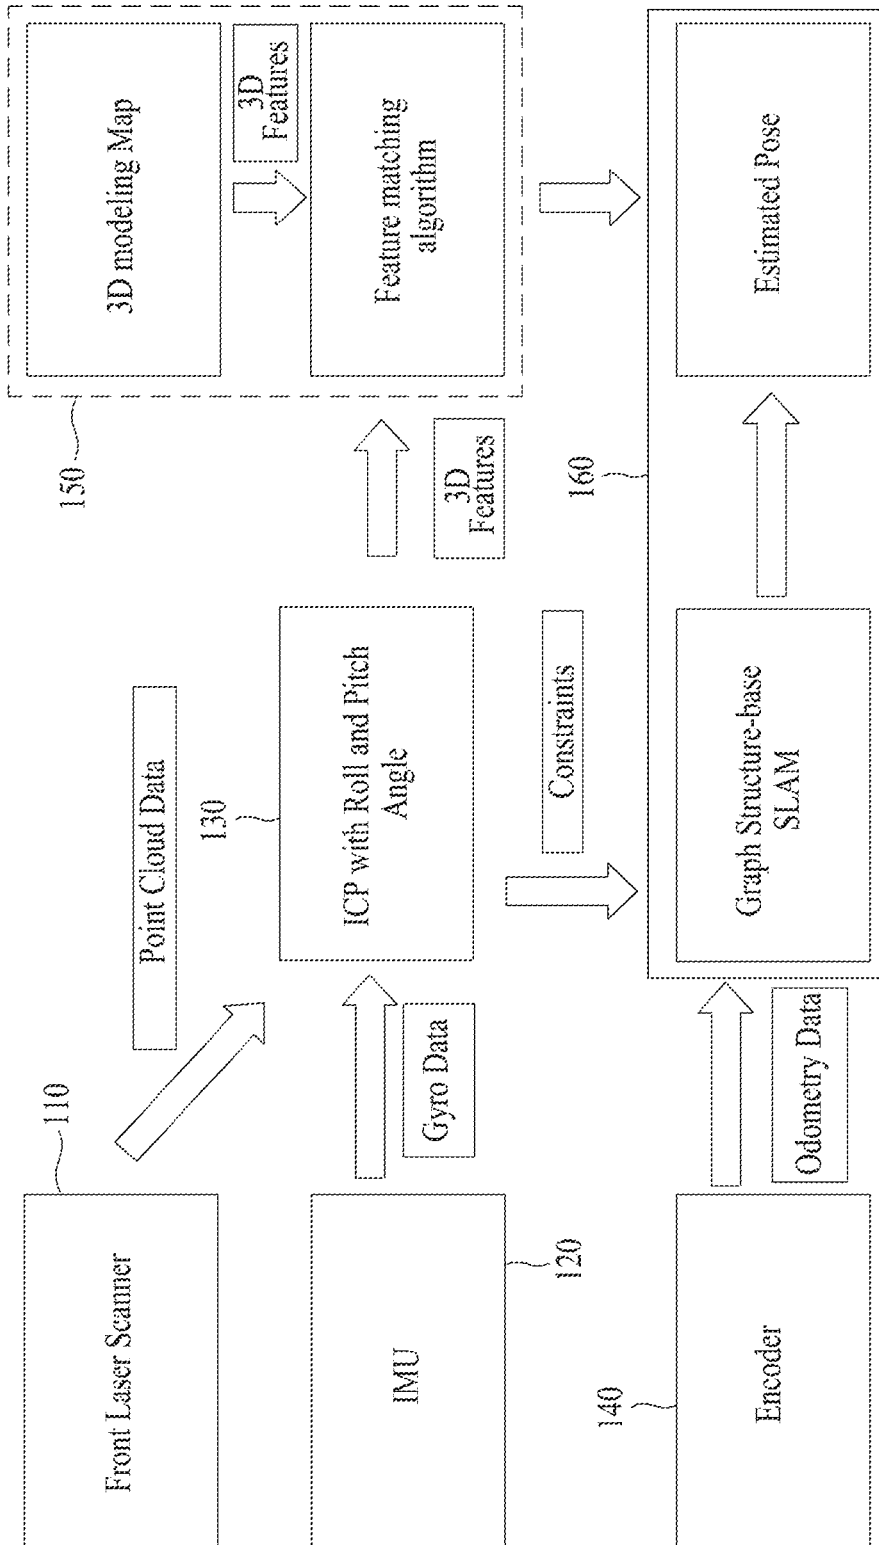 Front Laser Scanner
110
Point Cloud Data
3D modeling Map
150
3D
Features
IMU
120
Gyro Data
130
ICP with Roll and Pitch
Angle
3D
Features
Feature matching
algorithm
Constraints
Encoder
140
Odometry Data
Graph Structure-base
SLAM
160
Estimated Pose